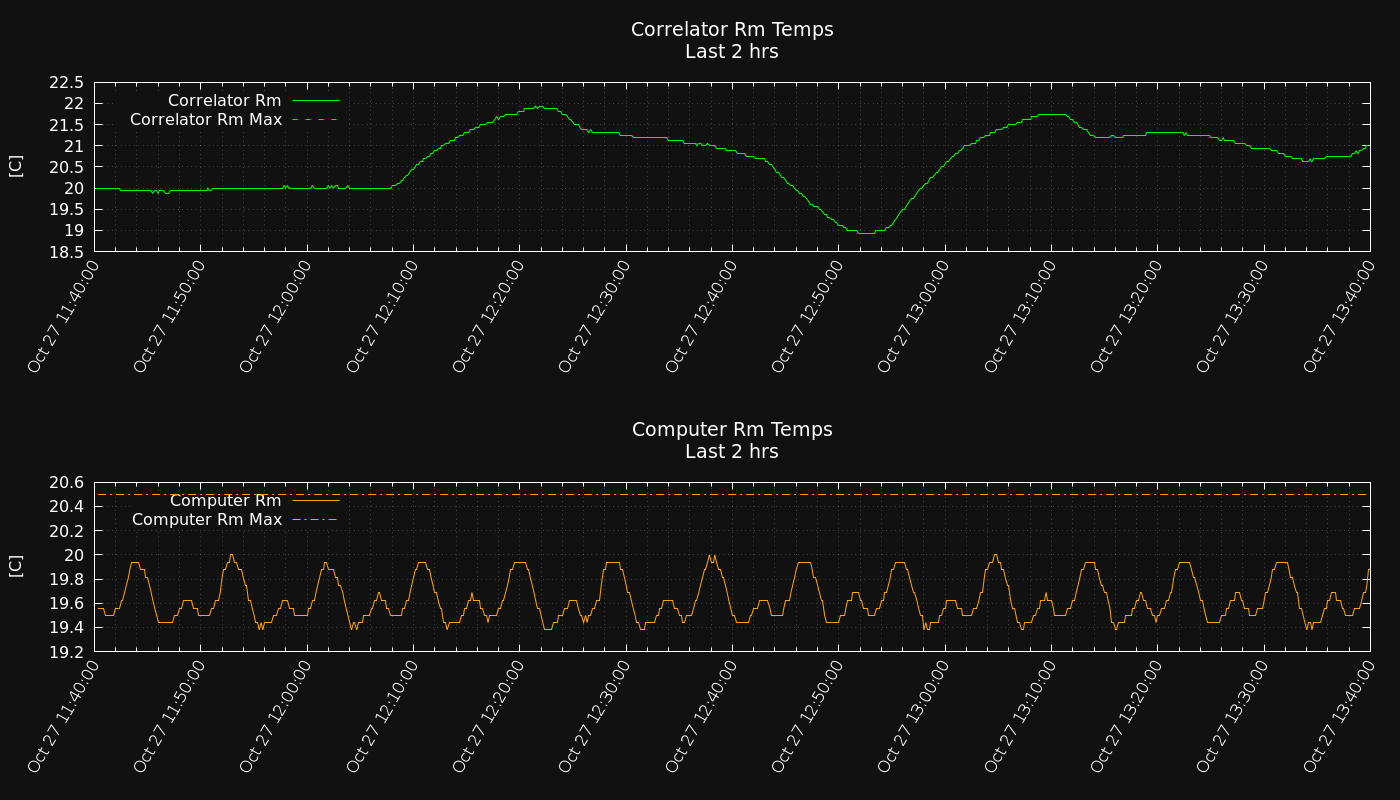 Correlator Rm Temps
Last 2 hrs
22.5
22
21.5
21
20.5
20
19.5
19
18.5
[C]
Correlator Rm
Correlator Rm Max
Oct 27 11:40:00
Oct 27 11:50:00
Oct 27 12:00:00
Oct 27 12:10:00
Oct 27 12:20:00
Oct 27 12:30:00
Oct 27 12:40:00
Oct 27 12:50:00
Oct 27 13:00:00
Oct 27 13:10:00
Oct 27 13:20:00
Oct 27 13:30:00
Oct 27 13:40:00
Computer Rm Temps
Last 2 hrs
20.6
20.4
20.2
20
19.8
19.6
19.4
19.2
[C]
Computer Rm
Computer Rm Max
Oct 27 11:40:00
Oct 27 11:50:00
Oct 27 12:00:00
Oct 27 12:10:00
Oct 27 12:20:00
Oct 27 12:30:00
Oct 27 12:40:00
Oct 27 12:50:00
Oct 27 13:00:00
Oct 27 13:10:00
Oct 27 13:20:00
Oct 27 13:30:00
Oct 27 13:40:00